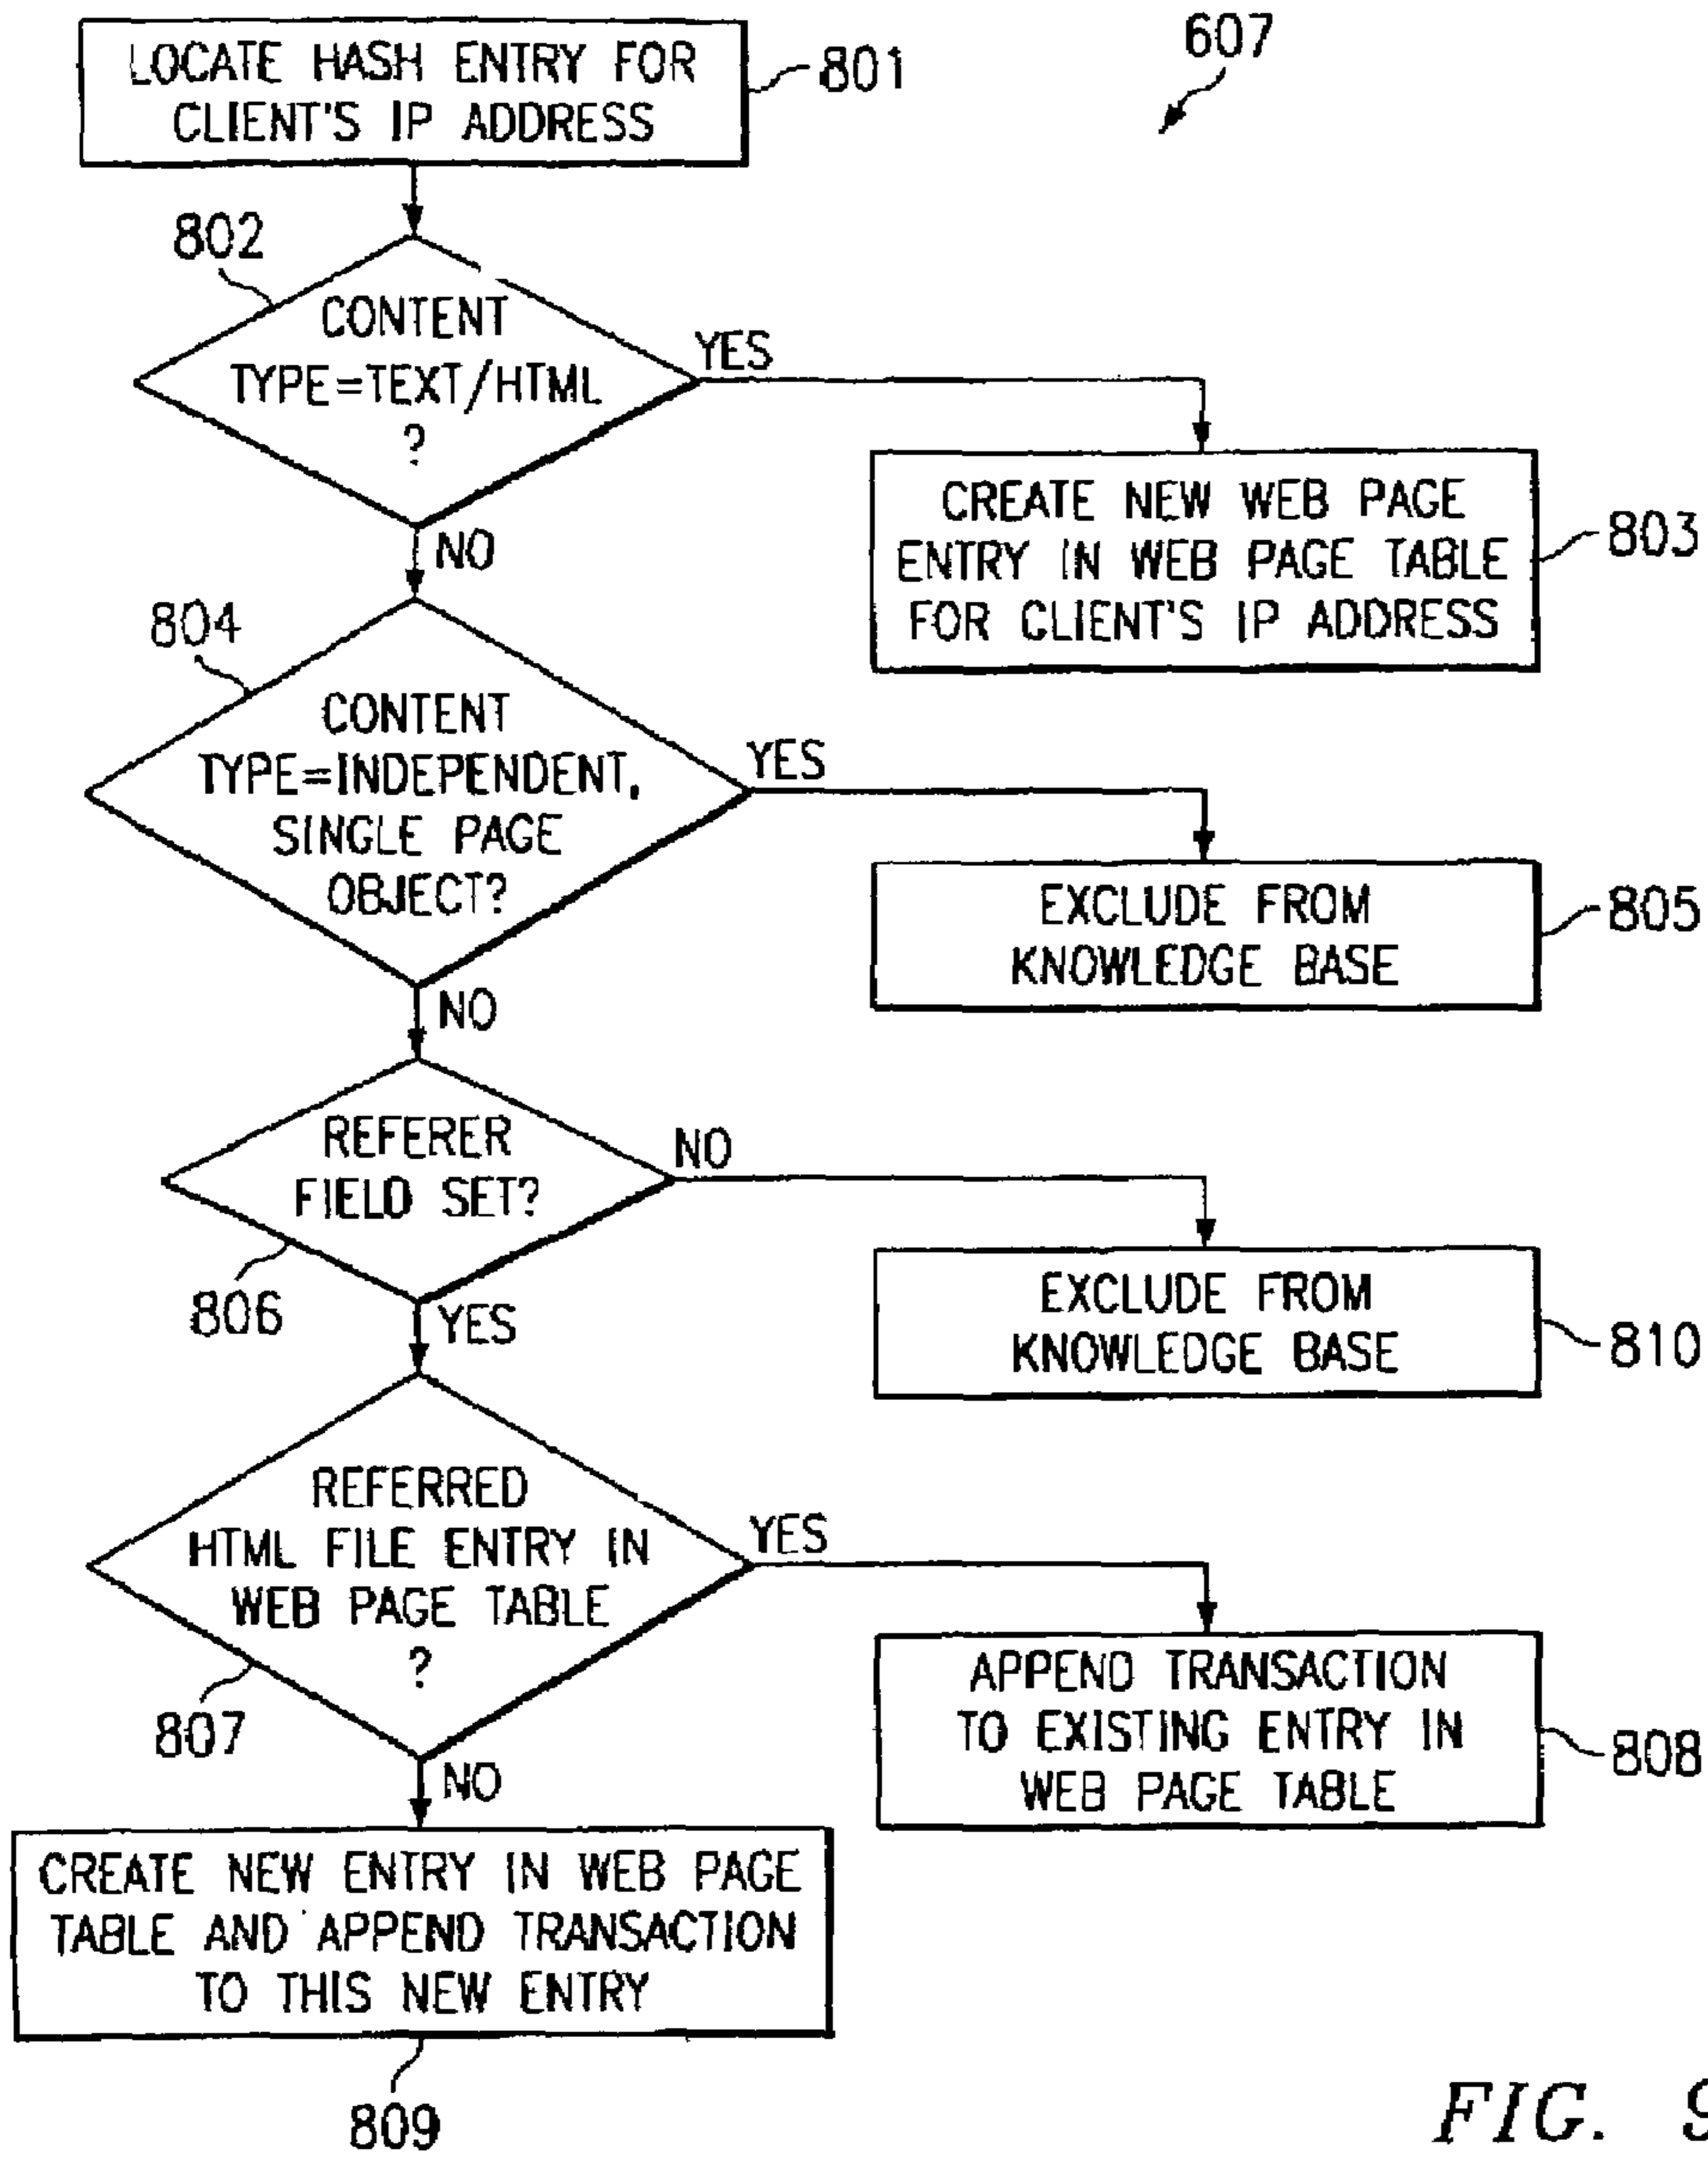 607
LOCATE HASH ENTRY FOR
CLIENT'S IP ADDRESS
801
802
CONTENT
TYPE=TEXT/HTML
?
YES
NO
CREATE NEW WEB PAGE
ENTRY IN WEB PAGE TABLE
FOR CLIENT'S IP ADDRESS
803
804
CONTENT
TYPE=INDEPENDENT,
SINGLE PAGE
OBJECT?
YES
NO
EXCLUDE FROM
KNOWLEDGE BASE
805
REFERER
FIELD SET?
NO
806
YES
EXCLUDE FROM
KNOWLEDGE BASE
810
REFERRED
HTML FILE ENTRY IN
WEB PAGE TABLE
?
YES
807
NO
APPEND TRANSACTION
TO EXISTING ENTRY IN
WEB PAGE TABLE
808
CREATE NEW ENTRY IN WEB PAGE
TABLE AND APPEND TRANSACTION
TO THIS NEW ENTRY
809
FIG. 9